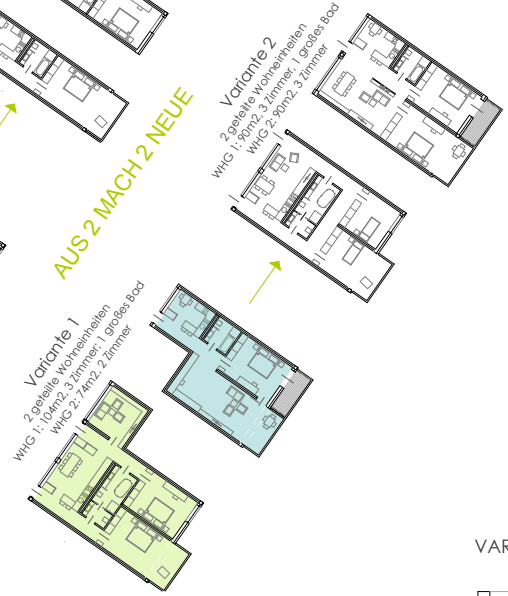 Variante 2
2 geteilte Wohneinheiten
WHG 1: 90m2, 3 Zimmer, 1 großes Bad
WHG 2: 90m2, 3 Zimmer
AUS 2 MACH 2 NEUE
Variante 1
2 geteilte Wohneinheiten
WHG 1: 104m2, 3 Zimmer, 1 großes Bad
WHG 2: 74m2, 2 Zimmer
VAR